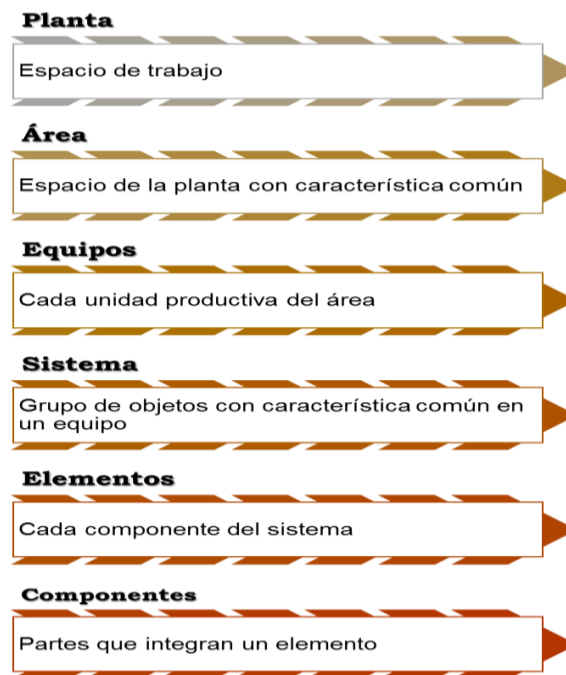 Planta
Espacio de trabajo
Área
Espacio de la planta con característica común
Equipos
Cada unidad productiva del área
Sistema
Grupo de objetos con característica común en
un equipo
Elementos
Cada componente del sistema
Componentes
Partes que integran un elemento